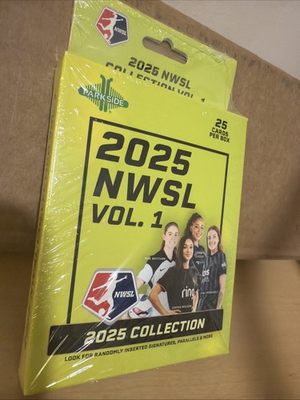 NWSL
2025 NWSL
COLLECTION VOL. 1
PARKSIDE
25
CARDS
PER BOX
2025
NWSL
VOL. 1
ring
NWSL
2025 COLLECTION
LOOK FOR RANDOMLY INSERTED SIGNATURES, PARALLELS & MORE